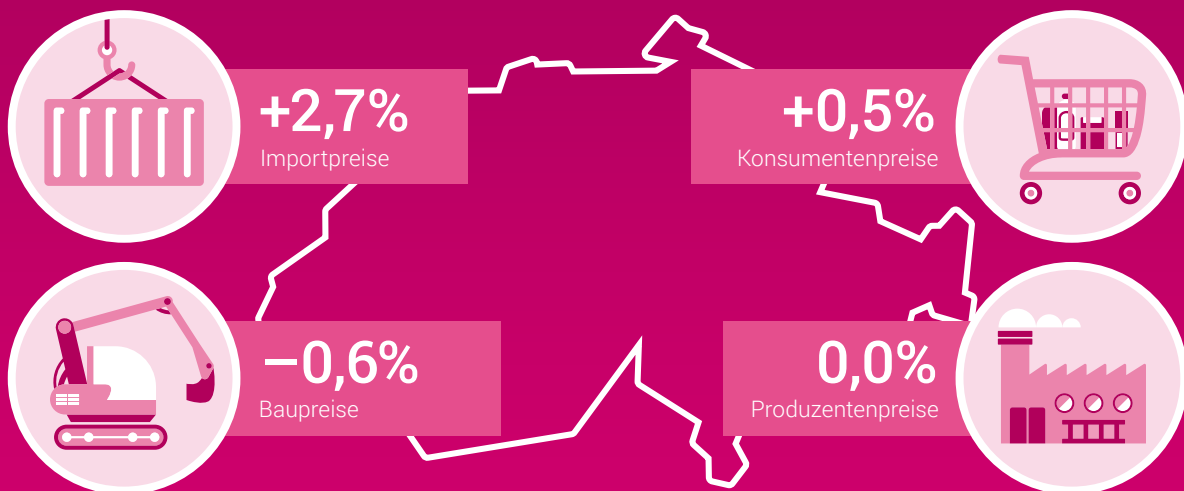 +2,7%
Importpreise
+0,5%
Konsumentenpreise
–0,6%
Baupreise
0,0%
Produzentenpreise